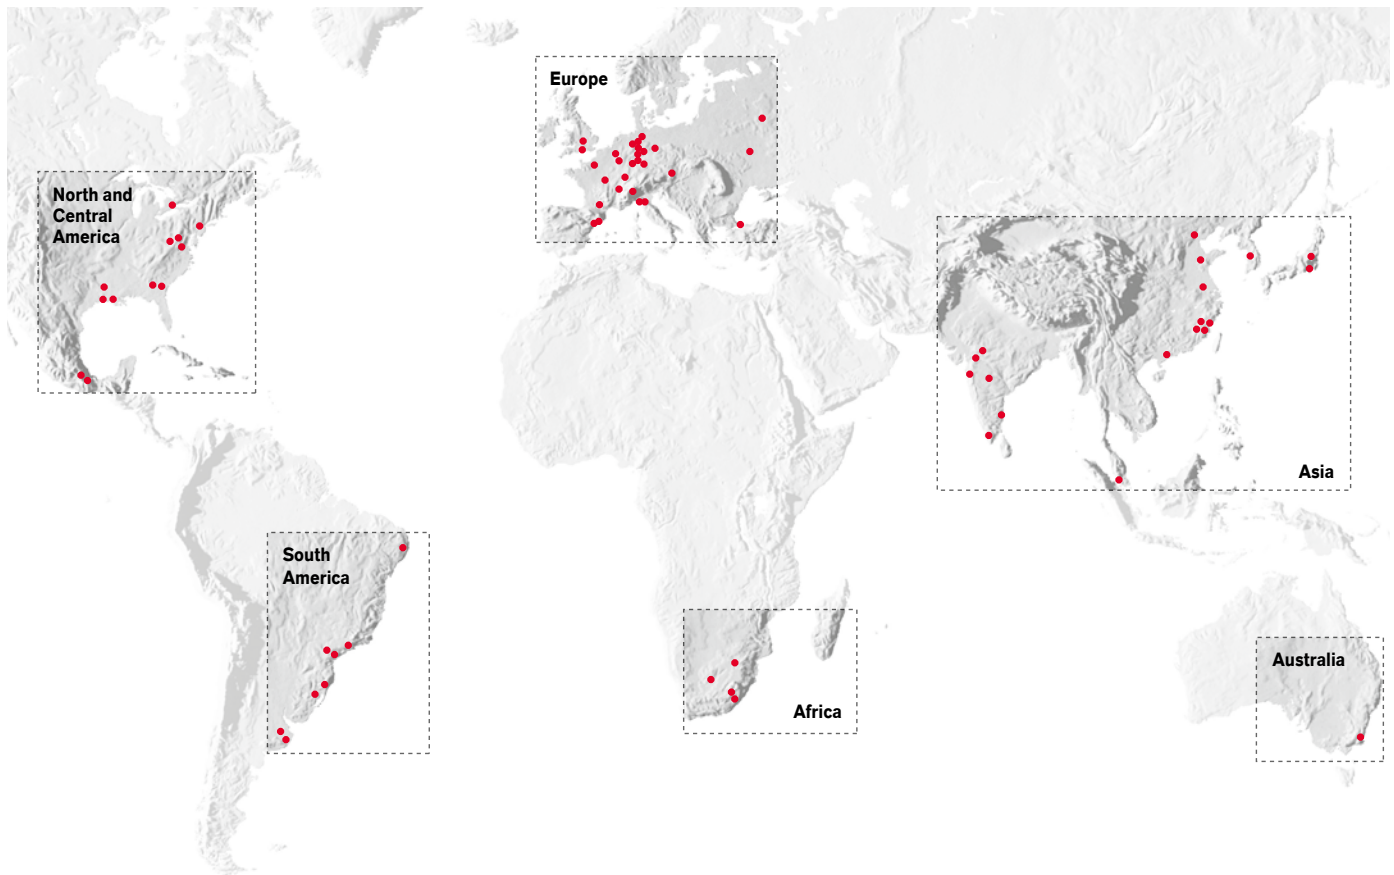 Europe
North and
Central
America
Asia
South
America
Australia
Africa